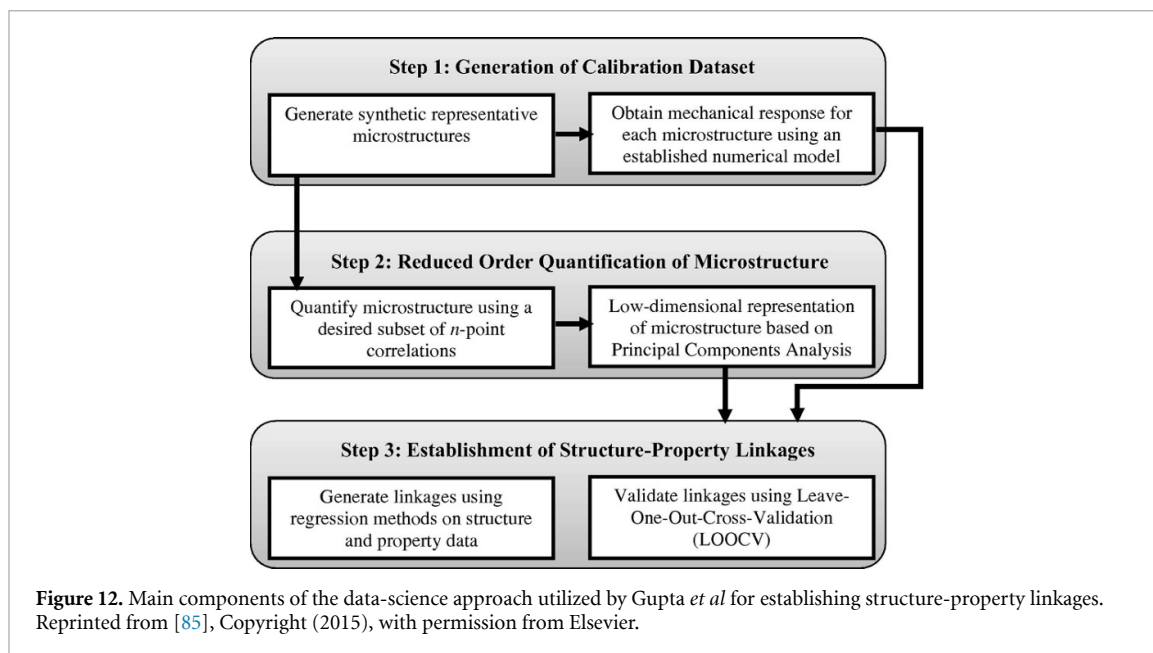 Step 1: Generation of Calibration Dataset
Generate synthetic representative
microstructures
Obtain mechanical response for
each microstructure using an
established numerical model
Step 2: Reduced Order Quantification of Microstructure
Quantify microstructure using a
desired subset of n-point
correlations
Low-dimensional representation
of microstructure based on
Principal Components Analysis
Step 3: Establishment of Structure-Property Linkages
Generate linkages using
regression methods on structure
and property data
Validate linkages using Leave-
One-Out-Cross-Validation
(LOOCV)
Figure 12. Main components of the data-science approach utilized by Gupta et al for establishing structure-property linkages.
Reprinted from [85], Copyright (2015), with permission from Elsevier.